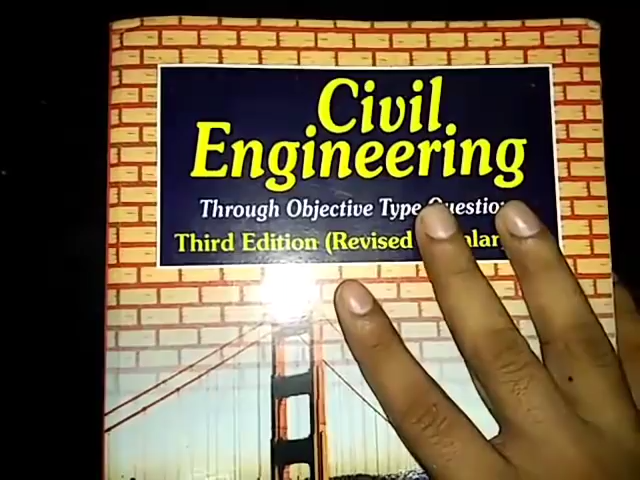 Civil
Engineering
Through Objective Type
Third Edition (Revised